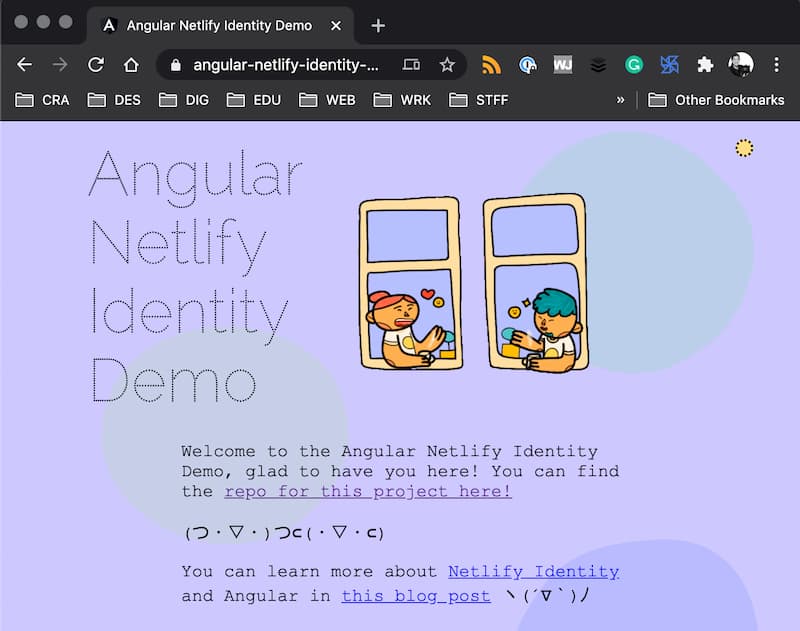 Angular Netlify Identity Demo
angular-netlify-identity-...
WJ
CRA DES DIG EDU WEB WRK STFF » Other Bookmarks
Angular
Netlify
Identity
Demo
Welcome to the Angular Netlify Identity
Demo, glad to have you here! You can find
the repo for this project here!
(つ・▽・)つ⊂(・▽・⊂)
You can learn more about Netlify Identity
and Angular in this blog post ヽ(´∇`)ﾉ